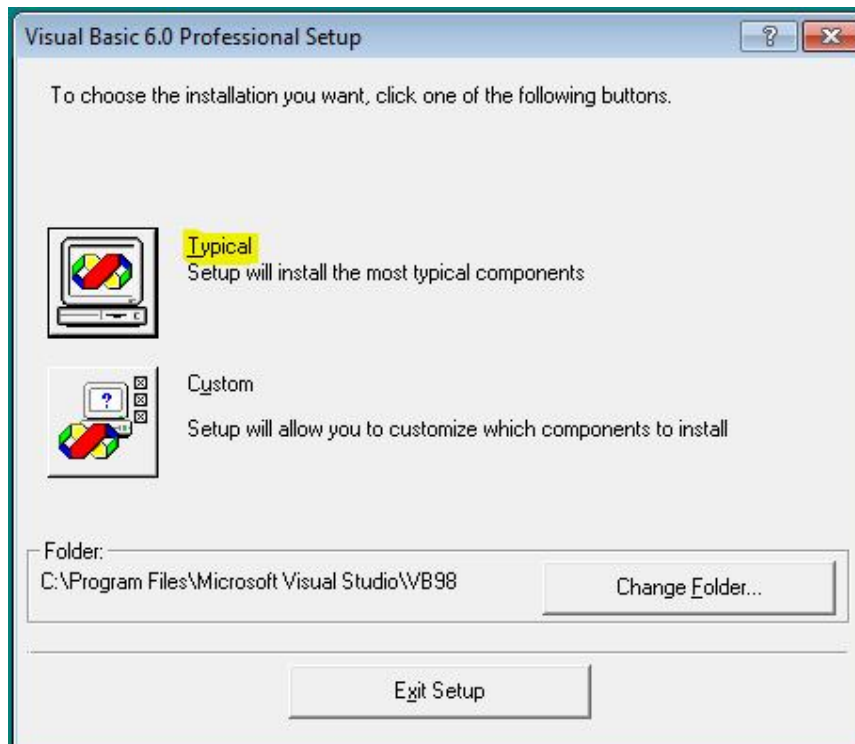 Visual Basic 6.0 Professional Setup
?
To choose the installation you want, click one of the following buttons.
Typical
Setup will install the most typical components
?
Custom
Setup will allow you to customize which components to install
Folder:
C:\Program Files\Microsoft Visual Studio\VB98
Change Folder...
Exit Setup